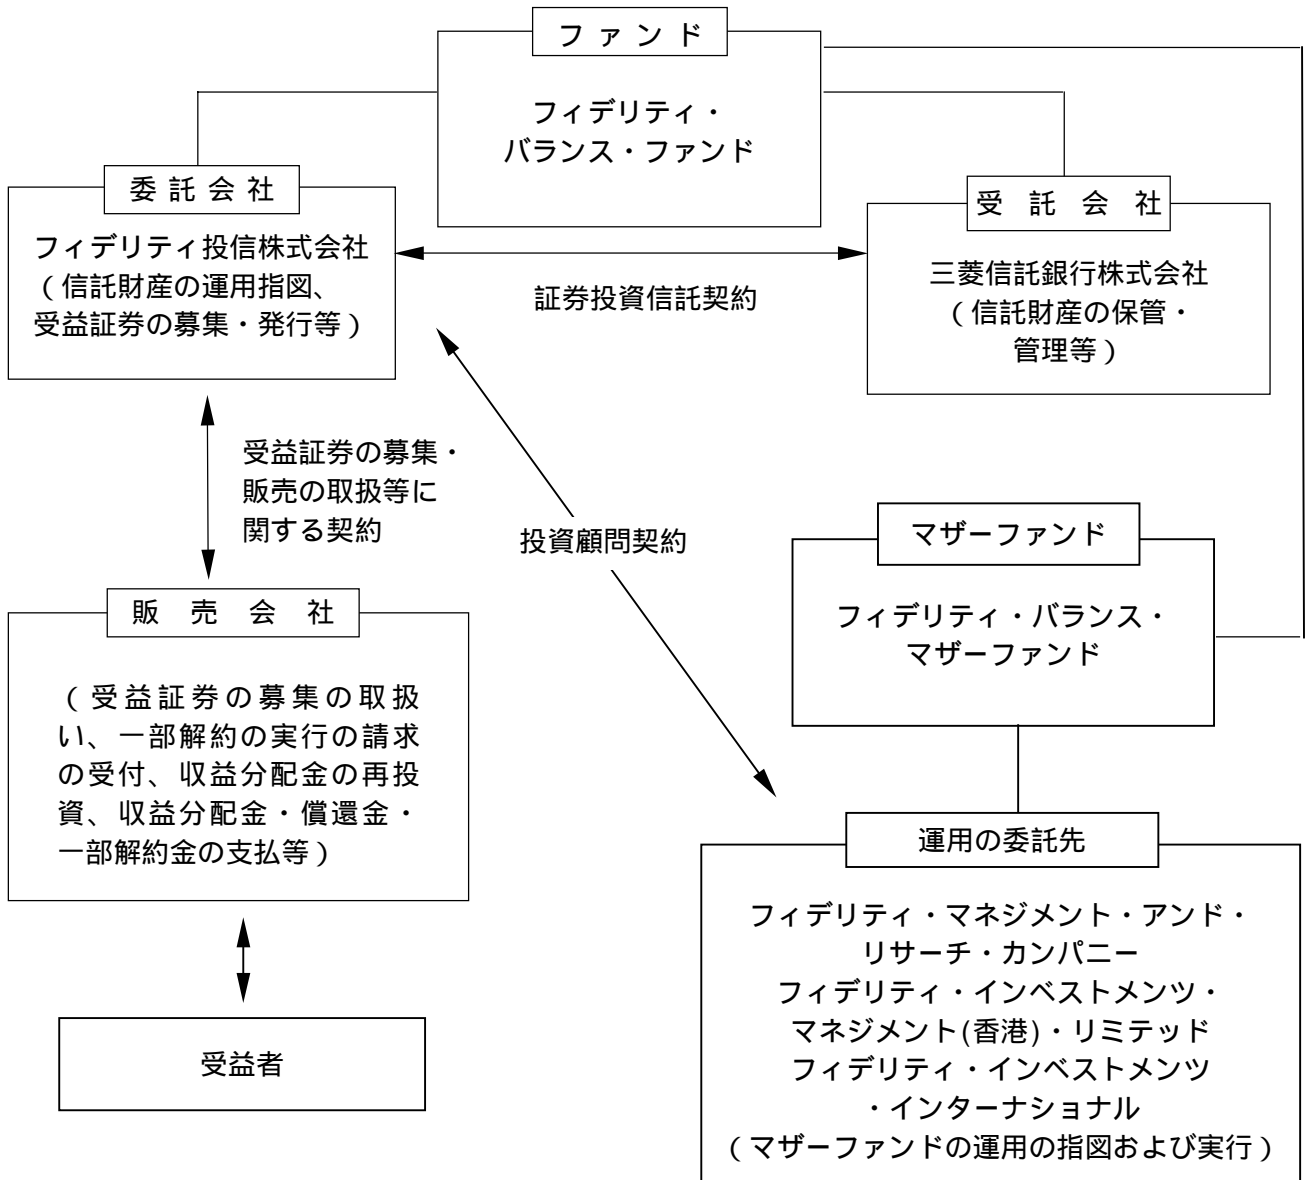 ファンド
フィデリティ・
バランス・ファンド
委託会社
フィデリティ投信株式会社
(信託財産の運用指図、
受益証券の募集・発行等)
受託会社
三菱信託銀行株式会社
(信託財産の保管・
管理等)
証券投資信託契約
受益証券の募集・
販売の取扱等に
関する契約
投資顧問契約
マザーファンド
フィデリティ・バランス・
マザーファンド
販売会社
(受益証券の募集の取扱
い、一部解約の実行の請求
の受付、収益分配金の再投
資、収益分配金・償還金・
一部解約金の支払等)
運用の委託先
フィデリティ・マネジメント・アンド・
リサーチ・カンパニー
フィデリティ・インベストメンツ・
マネジメント(香港)・リミテッド
フィデリティ・インベストメンツ
・インターナショナル
(マザーファンドの運用の指図および実行)
受益者